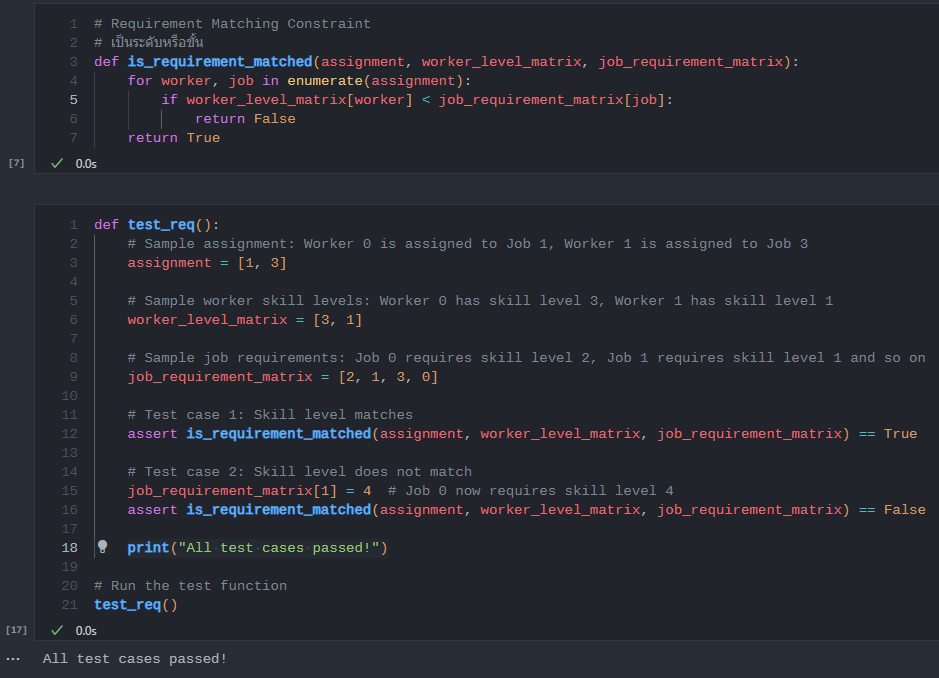 1 # Requirement Matching Constraint
2 # เป็นระดับหรือขั้น
3 def is_requirement_matched(assignment, worker_level_matrix, job_requirement_matrix):
4     for worker, job in enumerate(assignment):
5         if worker_level_matrix[worker] < job_requirement_matrix[job]:
6             return False
7     return True
[7] ✓ 0.0s
1 def test_req():
2     # Sample assignment: Worker 0 is assigned to Job 1, Worker 1 is assigned to Job 3
3     assignment = [1, 3]
4
5     # Sample worker skill levels: Worker 0 has skill level 3, Worker 1 has skill level 1
6     worker_level_matrix = [3, 1]
7
8     # Sample job requirements: Job 0 requires skill level 2, Job 1 requires skill level 1 and so on
9     job_requirement_matrix = [2, 1, 3, 0]
10
11     # Test case 1: Skill level matches
12     assert is_requirement_matched(assignment, worker_level_matrix, job_requirement_matrix) == True
13
14     # Test case 2: Skill level does not match
15     job_requirement_matrix[1] = 4  # Job 0 now requires skill level 4
16     assert is_requirement_matched(assignment, worker_level_matrix, job_requirement_matrix) == False
17
18     print("All test cases passed!")
19
20 # Run the test function
21 test_req()
[17] ✓ 0.0s
... All test cases passed!